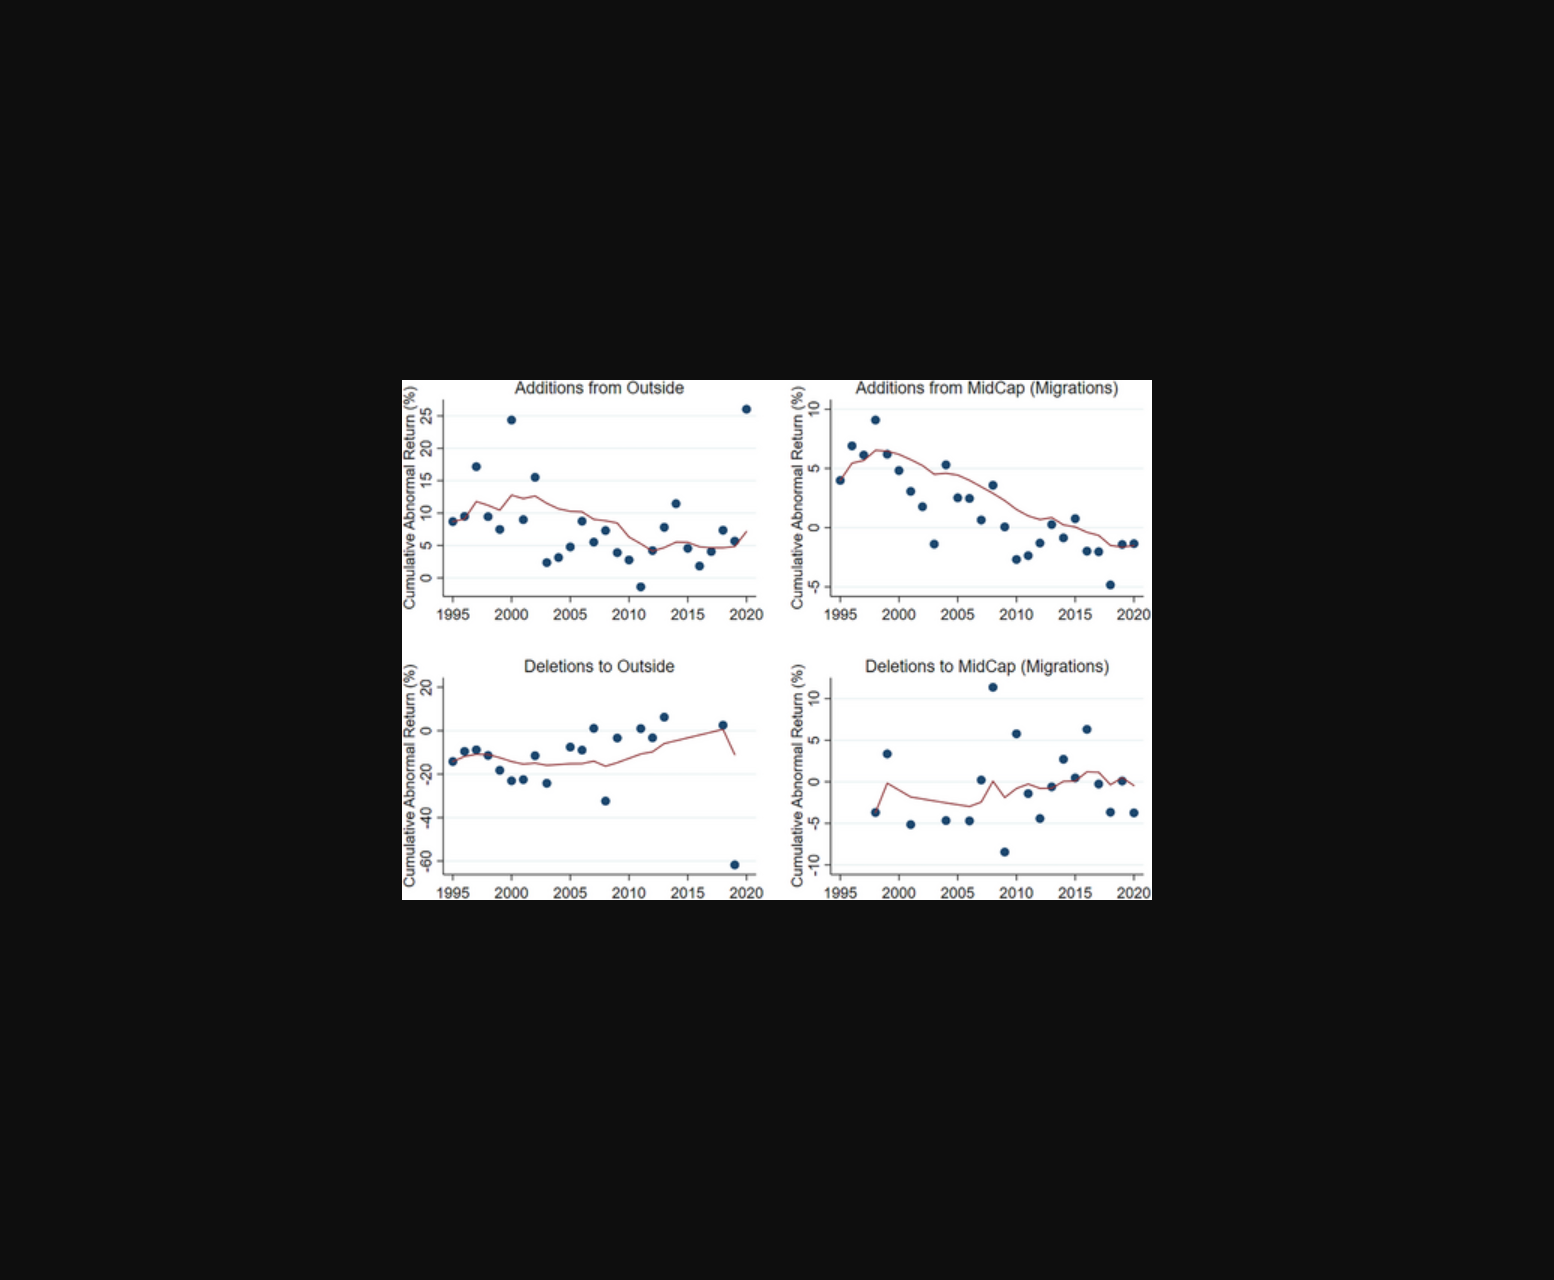 Additions from Outside
Cumulative Abnormal Return (%)
25
20
15
10
5
0
1995 2000 2005 2010 2015 2020
Additions from MidCap (Migrations)
Cumulative Abnormal Return (%)
10
5
0
-5
1995 2000 2005 2010 2015 2020
Deletions to Outside
Cumulative Abnormal Return (%)
20
0
-20
-40
-60
1995 2000 2005 2010 2015 2020
Deletions to MidCap (Migrations)
Cumulative Abnormal Return (%)
10
5
0
-5
-10
1995 2000 2005 2010 2015 2020